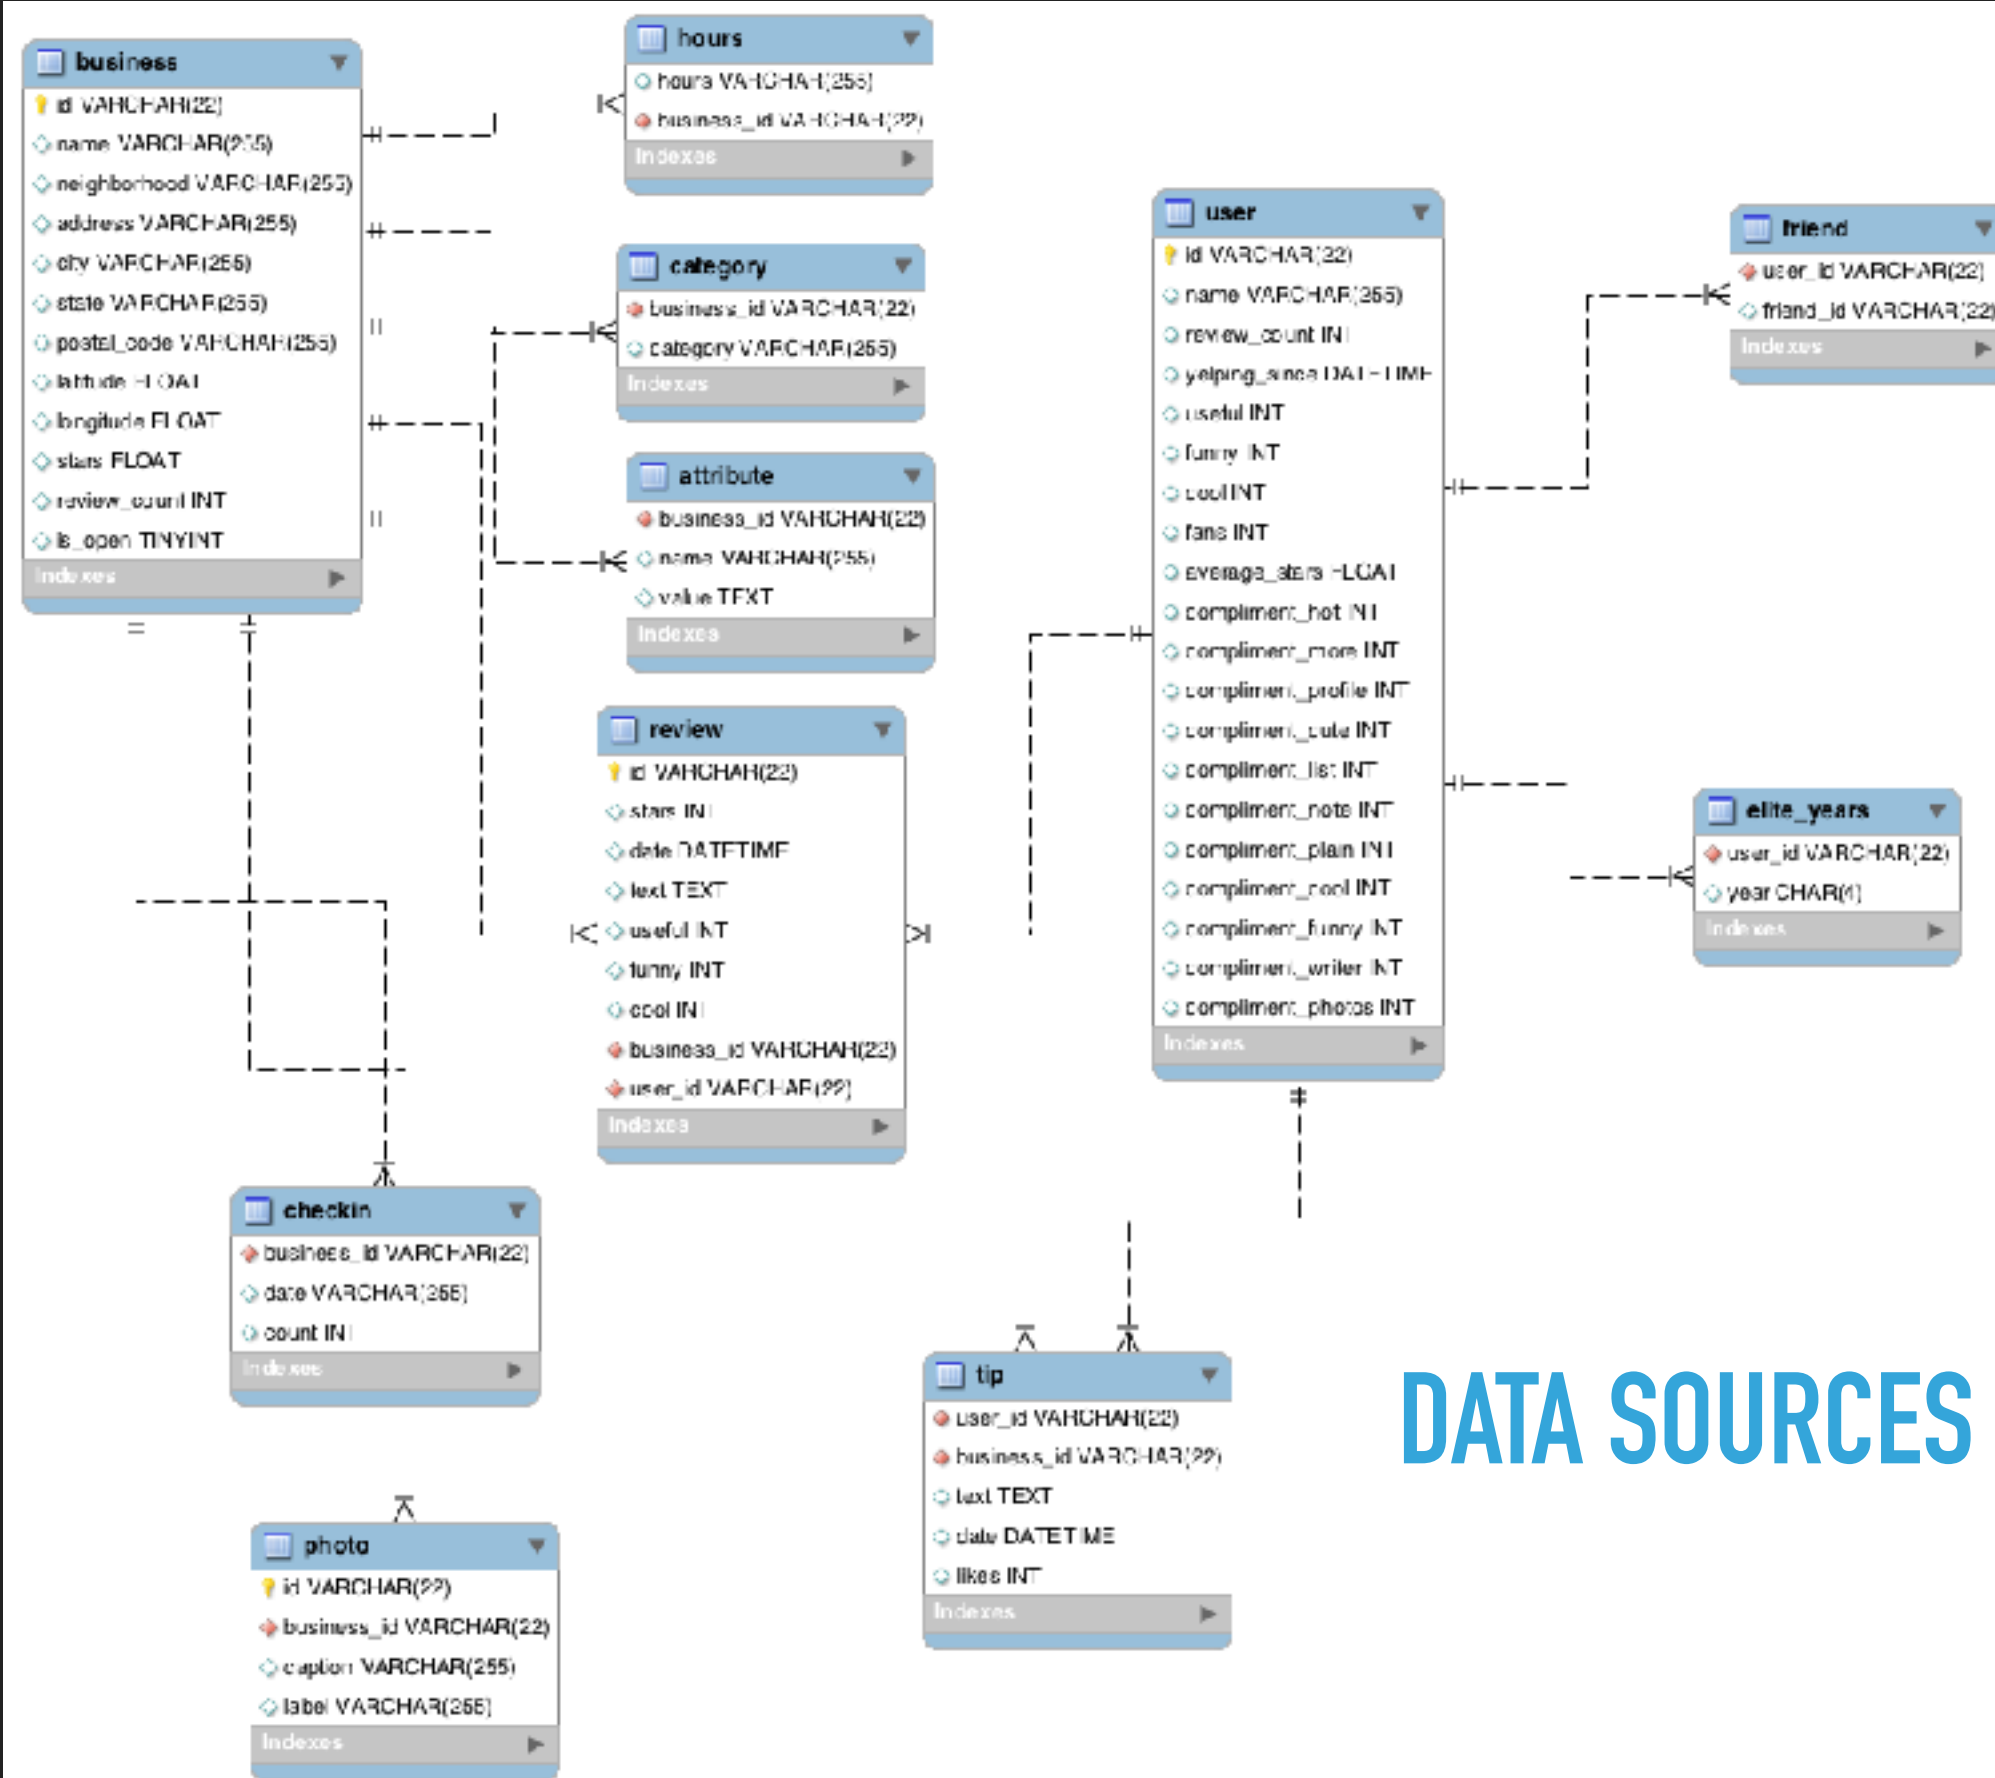 business
id VARCHAR(22)
name VARCHAR(255)
neighborhood VARCHAR(255)
address VARCHAR(255)
city VARCHAR(255)
state VARCHAR(255)
postal_code VARCHAR(255)
latitude FLOAT
longitude FLOAT
stars FLOAT
review_count INT
is_open TINYINT
Indexes
hours
hours VARCHAR(255)
business_id VARCHAR(22)
Indexes
category
business_id VARCHAR(22)
category VARCHAR(255)
Indexes
attribute
business_id VARCHAR(22)
name VARCHAR(255)
value TEXT
Indexes
review
id VARCHAR(22)
stars INT
date DATETIME
text TEXT
useful INT
funny INT
cool INT
business_id VARCHAR(22)
user_id VARCHAR(22)
Indexes
user
id VARCHAR(22)
name VARCHAR(255)
review_count INT
yelping_since DATETIME
useful INT
funny INT
cool INT
fans INT
average_stars FLOAT
compliment_hot INT
compliment_more INT
compliment_profile INT
compliment_cute INT
compliment_list INT
compliment_note INT
compliment_plain INT
compliment_cool INT
compliment_funny INT
compliment_writer INT
compliment_photos INT
Indexes
friend
user_id VARCHAR(22)
friend_id VARCHAR(22)
Indexes
elite_years
user_id VARCHAR(22)
year CHAR(4)
Indexes
checkin
business_id VARCHAR(22)
date VARCHAR(255)
count INT
Indexes
photo
id VARCHAR(22)
business_id VARCHAR(22)
caption VARCHAR(255)
label VARCHAR(255)
Indexes
tip
user_id VARCHAR(22)
business_id VARCHAR(22)
text TEXT
date DATETIME
likes INT
Indexes
DATA SOURCES